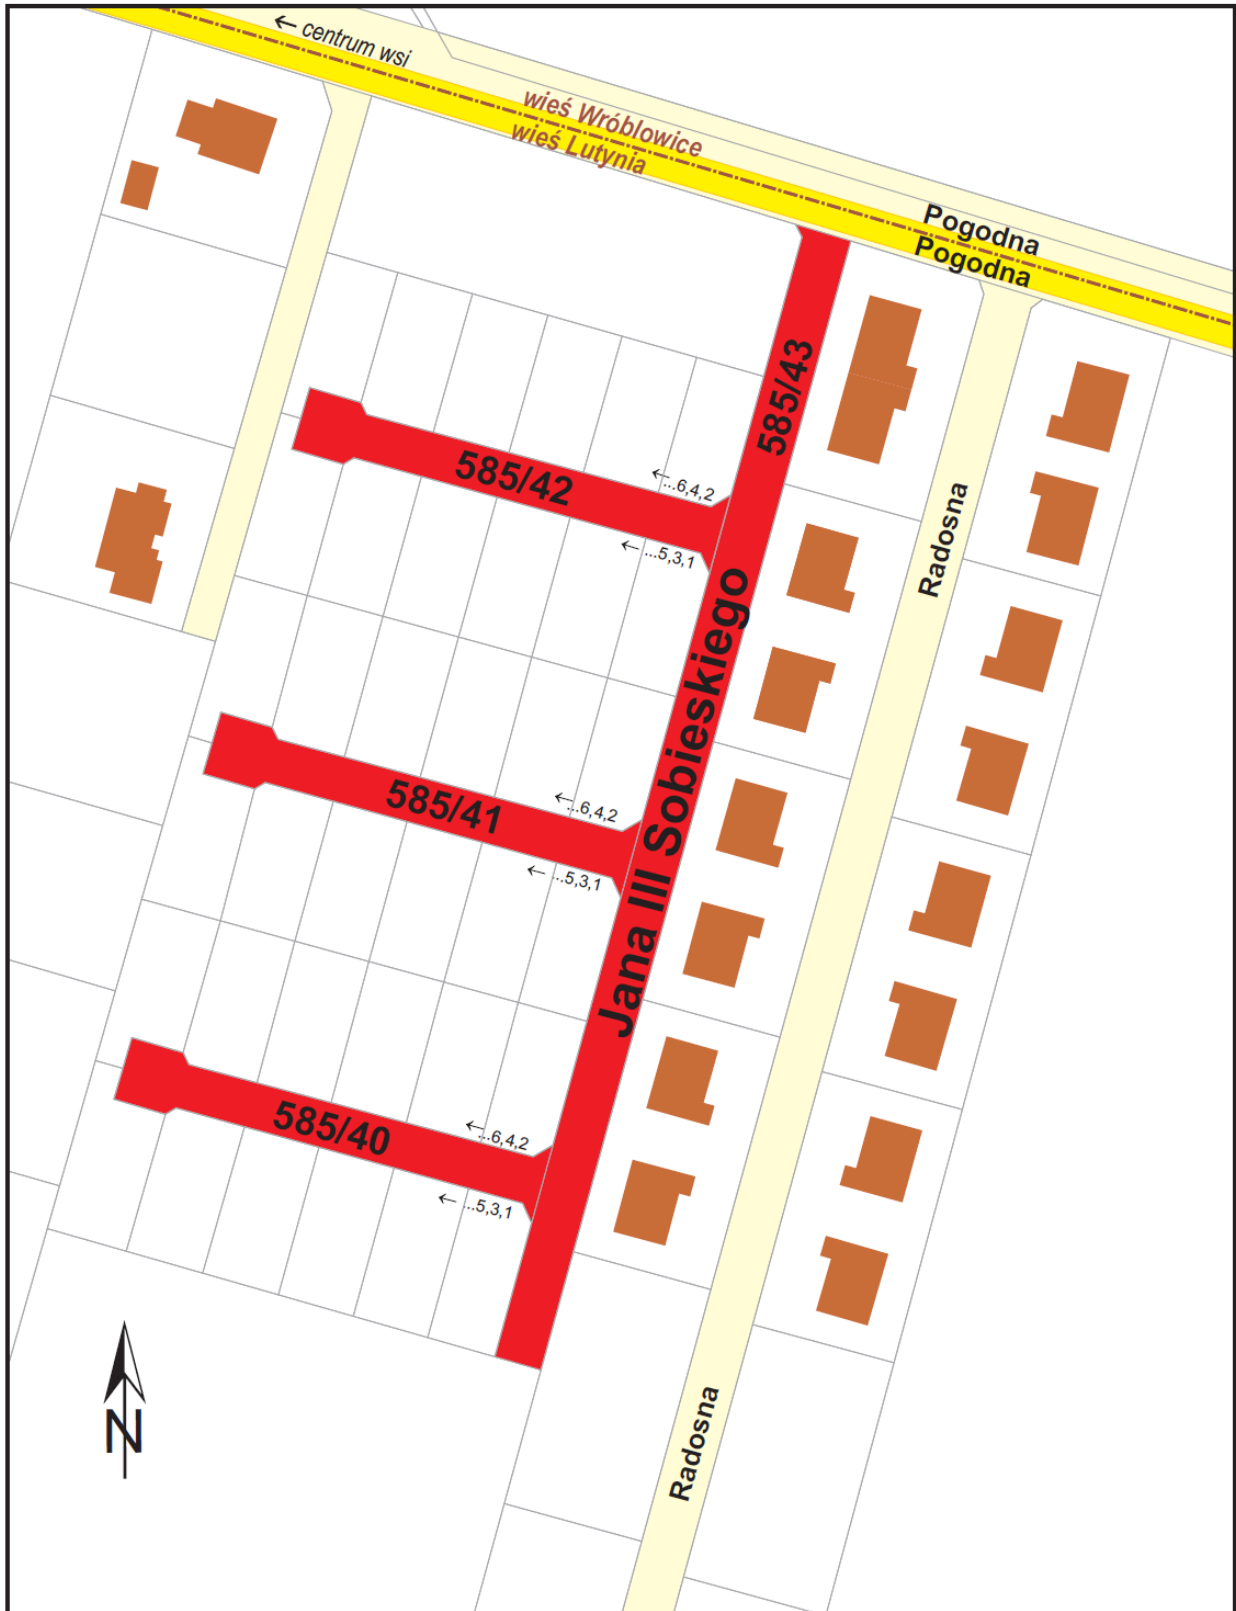 ← centrum wsi
wieś Wróblowice
wieś Lutynia
Pogodna
Pogodna
585/43
585/42
←...6,4,2
← ...5,3,1
Radosna
Jana III Sobieskiego
585/41
←...6,4,2
← ...5,3,1
585/40
←...6,4,2
← ...5,3,1
N
Radosna